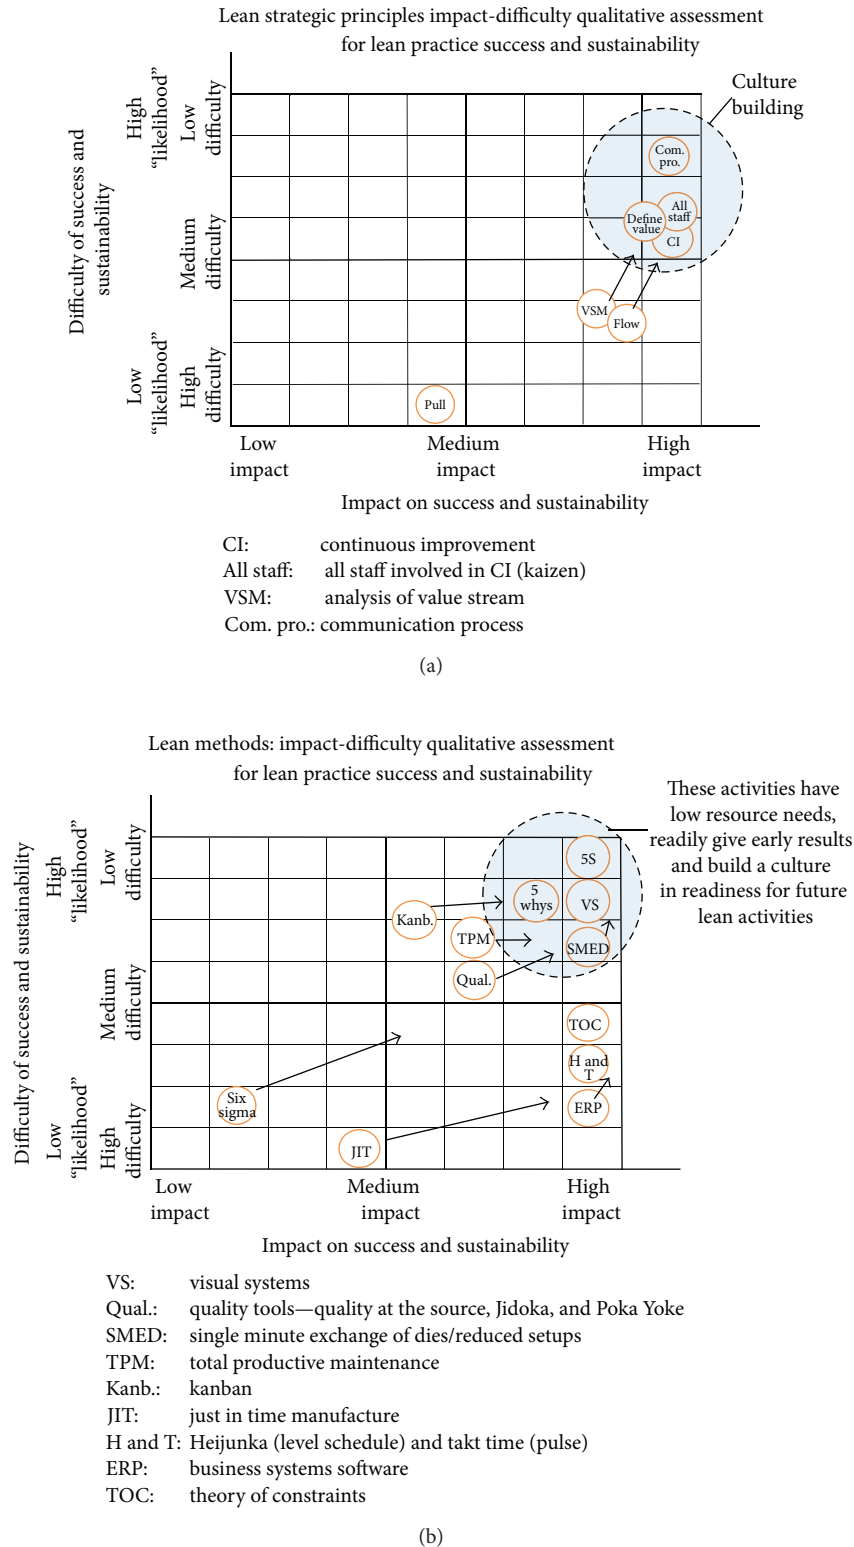 Lean strategic principles impact-difficulty qualitative assessment
for lean practice success and sustainability
Culture
building
Difficulty of success and
sustainability
High
“likelihood”
Low
difficulty
Medium
difficulty
Low
“likelihood”
High
difficulty
Com.
pro.
All
staff
Define
value
CI
VSM
Flow
Pull
Low
impact
Medium
impact
High
impact
Impact on success and sustainability
CI: continuous improvement
All staff: all staff involved in CI (kaizen)
VSM: analysis of value stream
Com. pro.: communication process
(a)
Lean methods: impact-difficulty qualitative assessment
for lean practice success and sustainability
These activities have
low resource needs,
readily give early results
and build a culture
in readiness for future
lean activities
Difficulty of success and sustainability
High
“likelihood”
Low
difficulty
Medium
difficulty
Low
“likelihood”
High
difficulty
5S
5
whys
VS
Kanb.
TPM
SMED
Qual.
TOC
H and
T
Six
sigma
ERP
JIT
Low
impact
Medium
impact
High
impact
Impact on success and sustainability
VS: visual systems
Qual.: quality tools—quality at the source, Jidoka, and Poka Yoke
SMED: single minute exchange of dies/reduced setups
TPM: total productive maintenance
Kanb.: kanban
JIT: just in time manufacture
H and T: Heijunka (level schedule) and takt time (pulse)
ERP: business systems software
TOC: theory of constraints
(b)